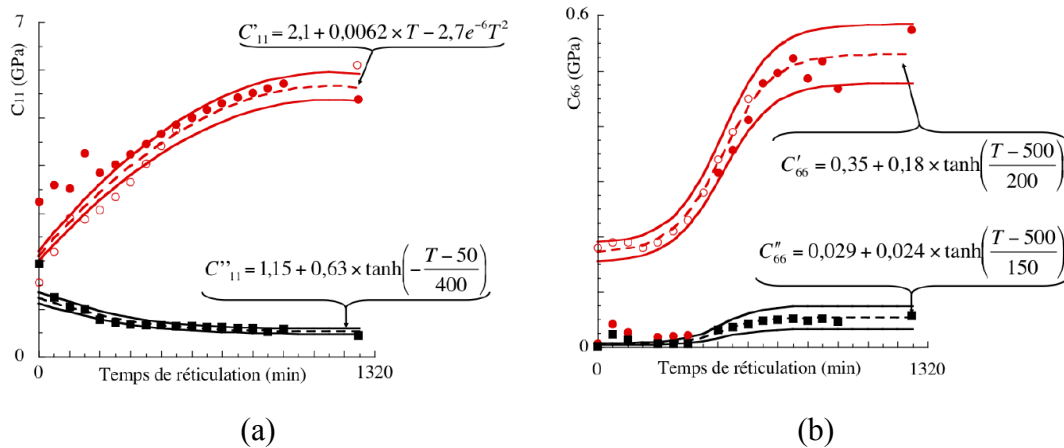 7
C'₁₁ = 2,1 + 0,0062 × T − 2,7e⁻⁶T²
C₁₁ (GPa)
C''₁₁ = 1,15 + 0,63 × tanh(−(T − 50)/400)
0
0
Temps de réticulation (min)
1320
(a)
0.6
C₆₆ (GPa)
C′₆₆ = 0,35 + 0,18 × tanh((T − 500)/200)
C″₆₆ = 0,029 + 0,024 × tanh((T − 500)/150)
0
0
Temps de réticulation (min)
1320
(b)